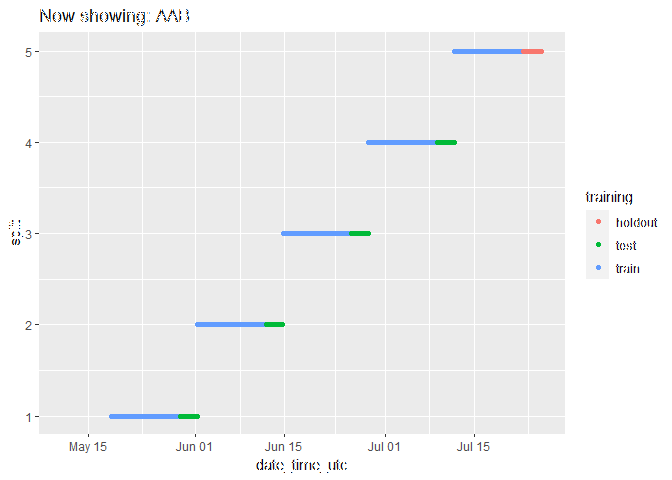 Now showing:
5
4
3
2
1
May 15
Jun 01
Jun 15
Jul 01
Jul 15
date_time_utc
training
holdout
test
train